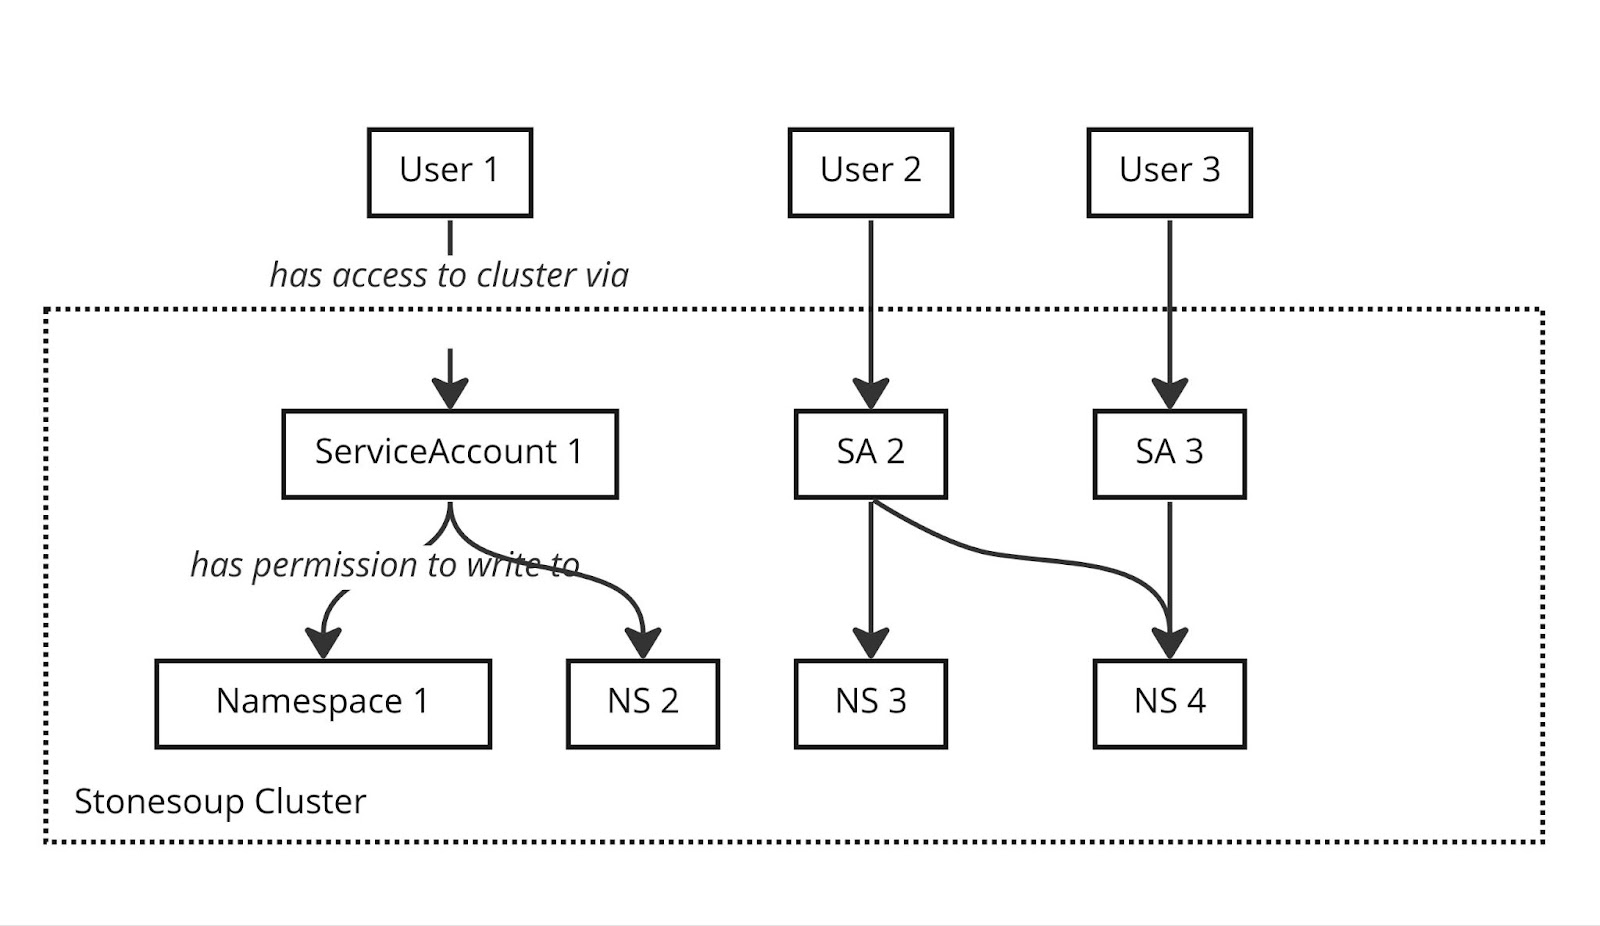 User 1
User 2
User 3
has access to cluster via
ServiceAccount 1
SA 2
SA 3
has permission to write to
Namespace 1
NS 2
NS 3
NS 4
Stonesoup Cluster